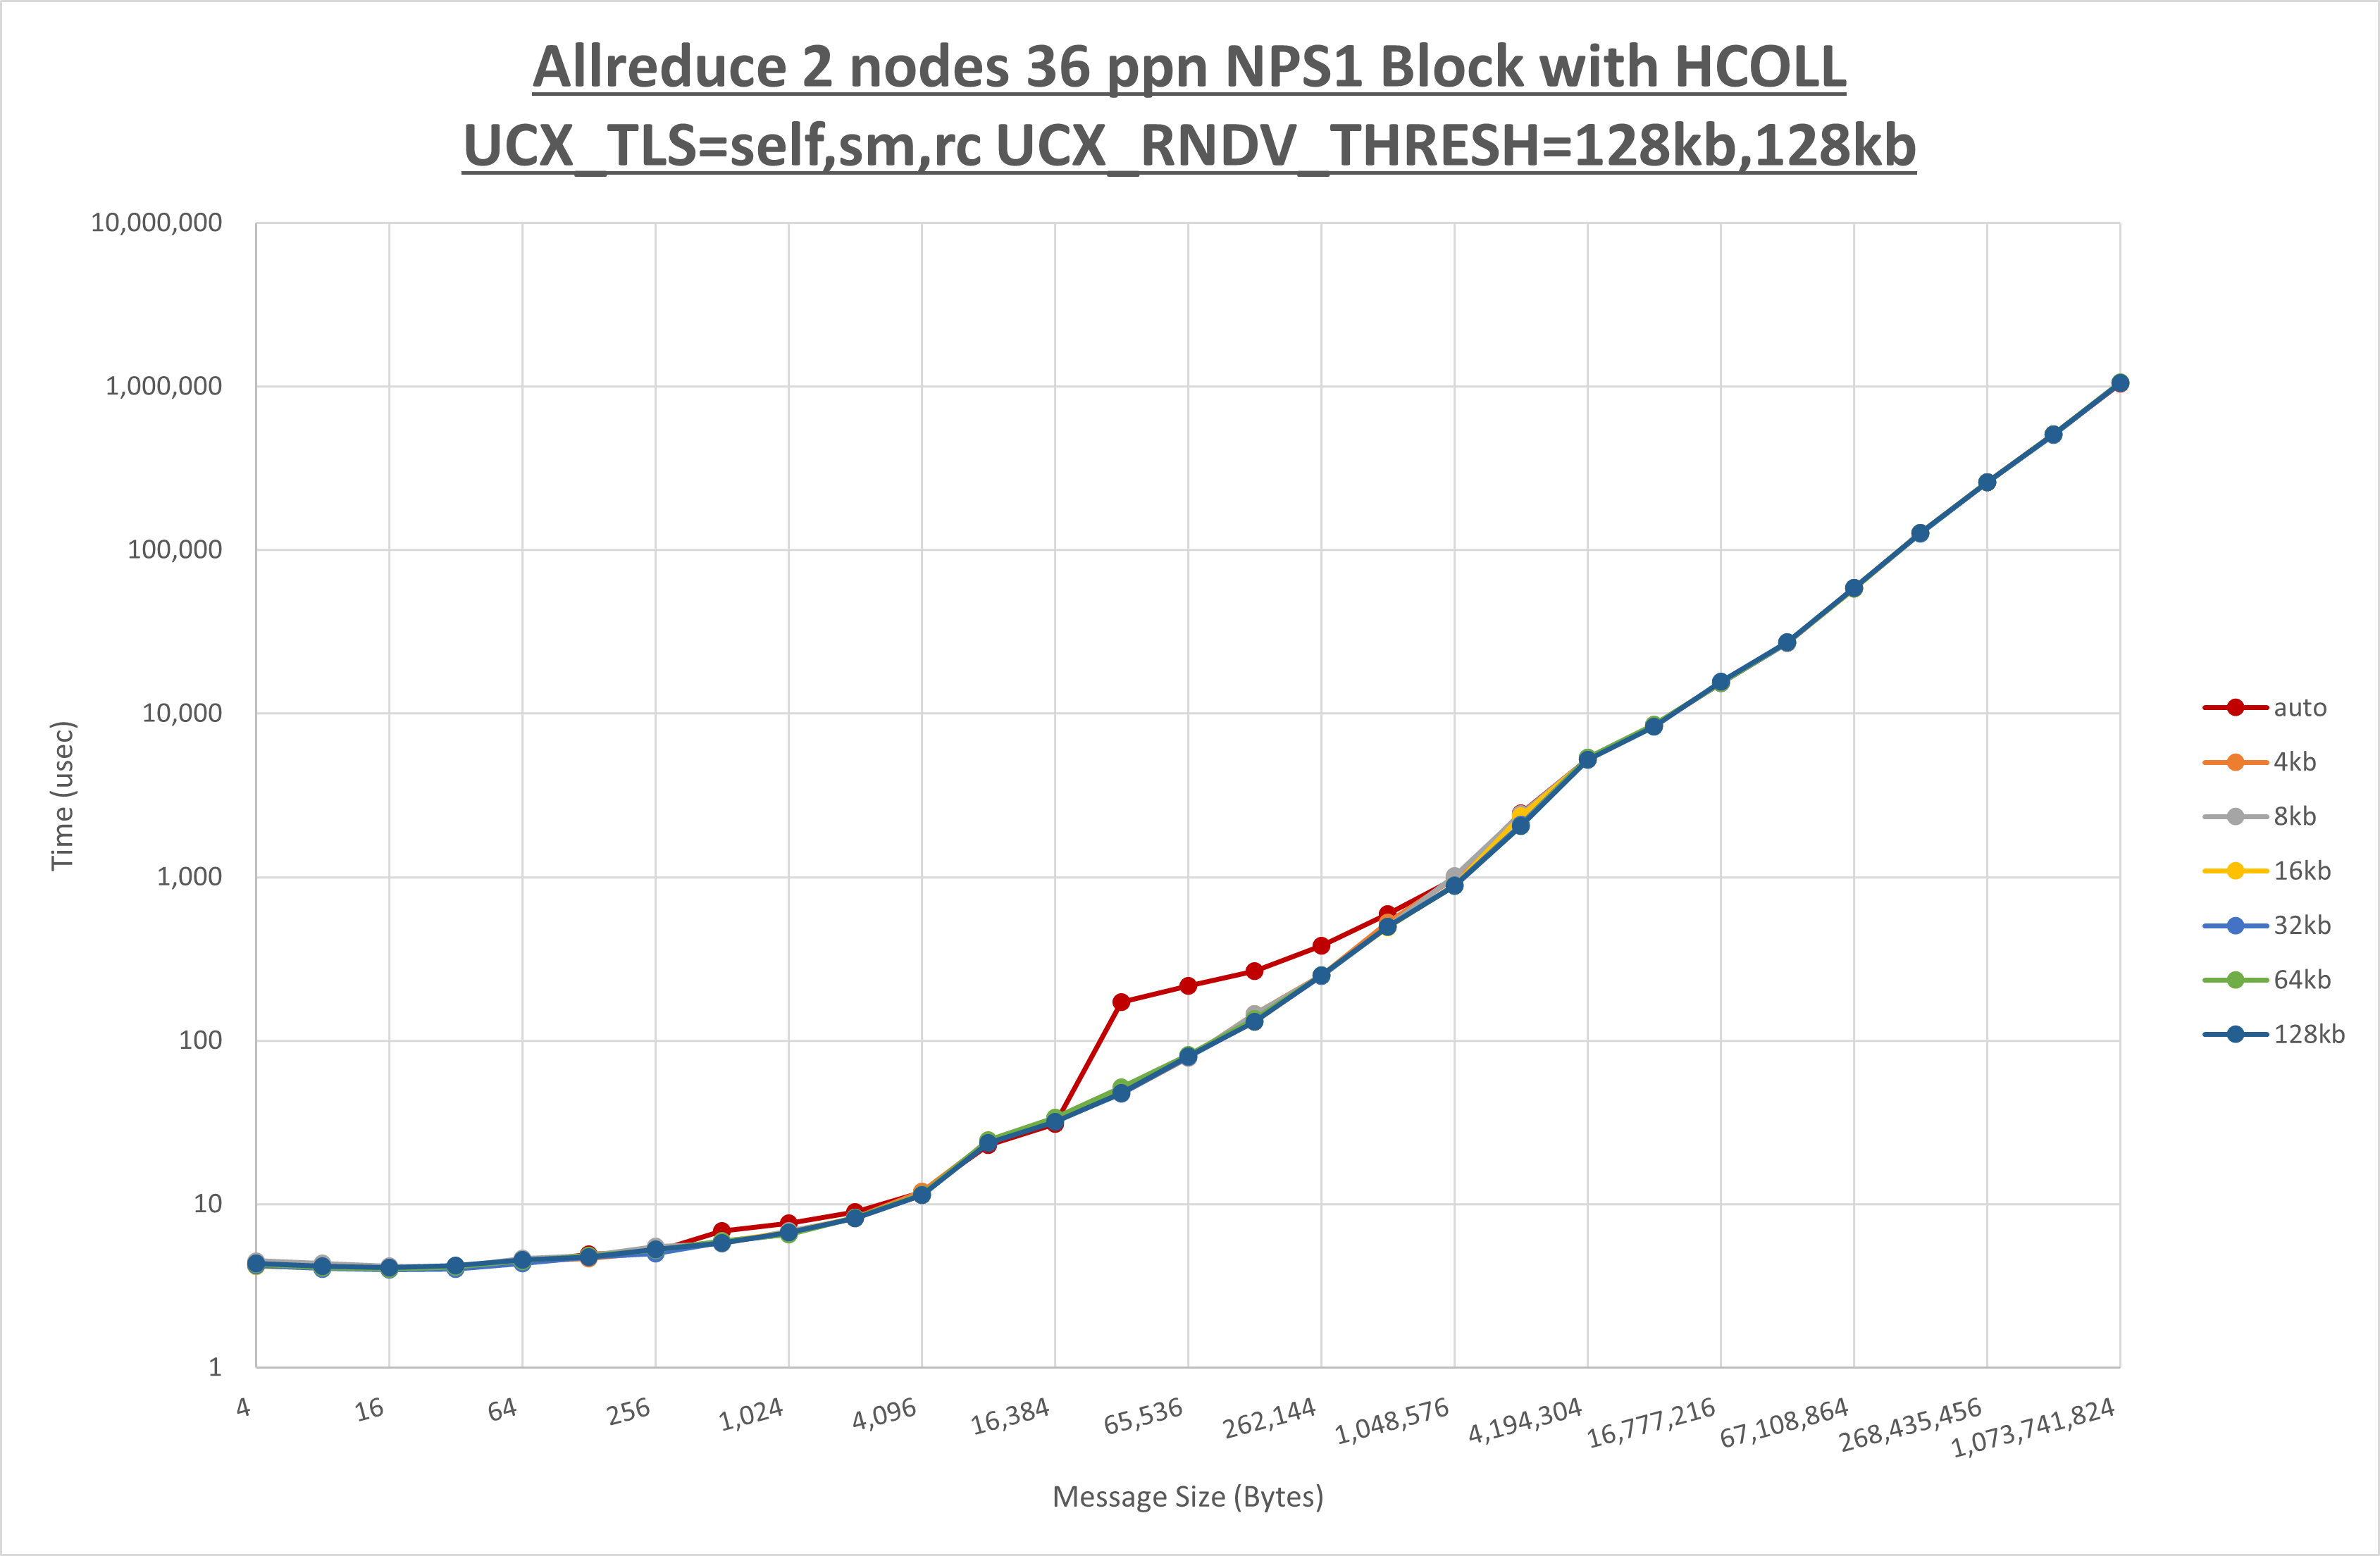 Allreduce 2 nodes 36 ppn NPS1 Block with HCOLL
UCX_TLS=self,sm,rc UCX_RNDV_THRESH=128kb,128kb
10,000,000
1,000,000
100,000
10,000
1,000
100
10
1
Time (usec)
4
16
64
256
1,024
4,096
16,384
65,536
262,144
1,048,576
4,194,304
16,777,216
67,108,864
268,435,456
1,073,741,824
Message Size (Bytes)
auto
4kb
8kb
16kb
32kb
64kb
128kb